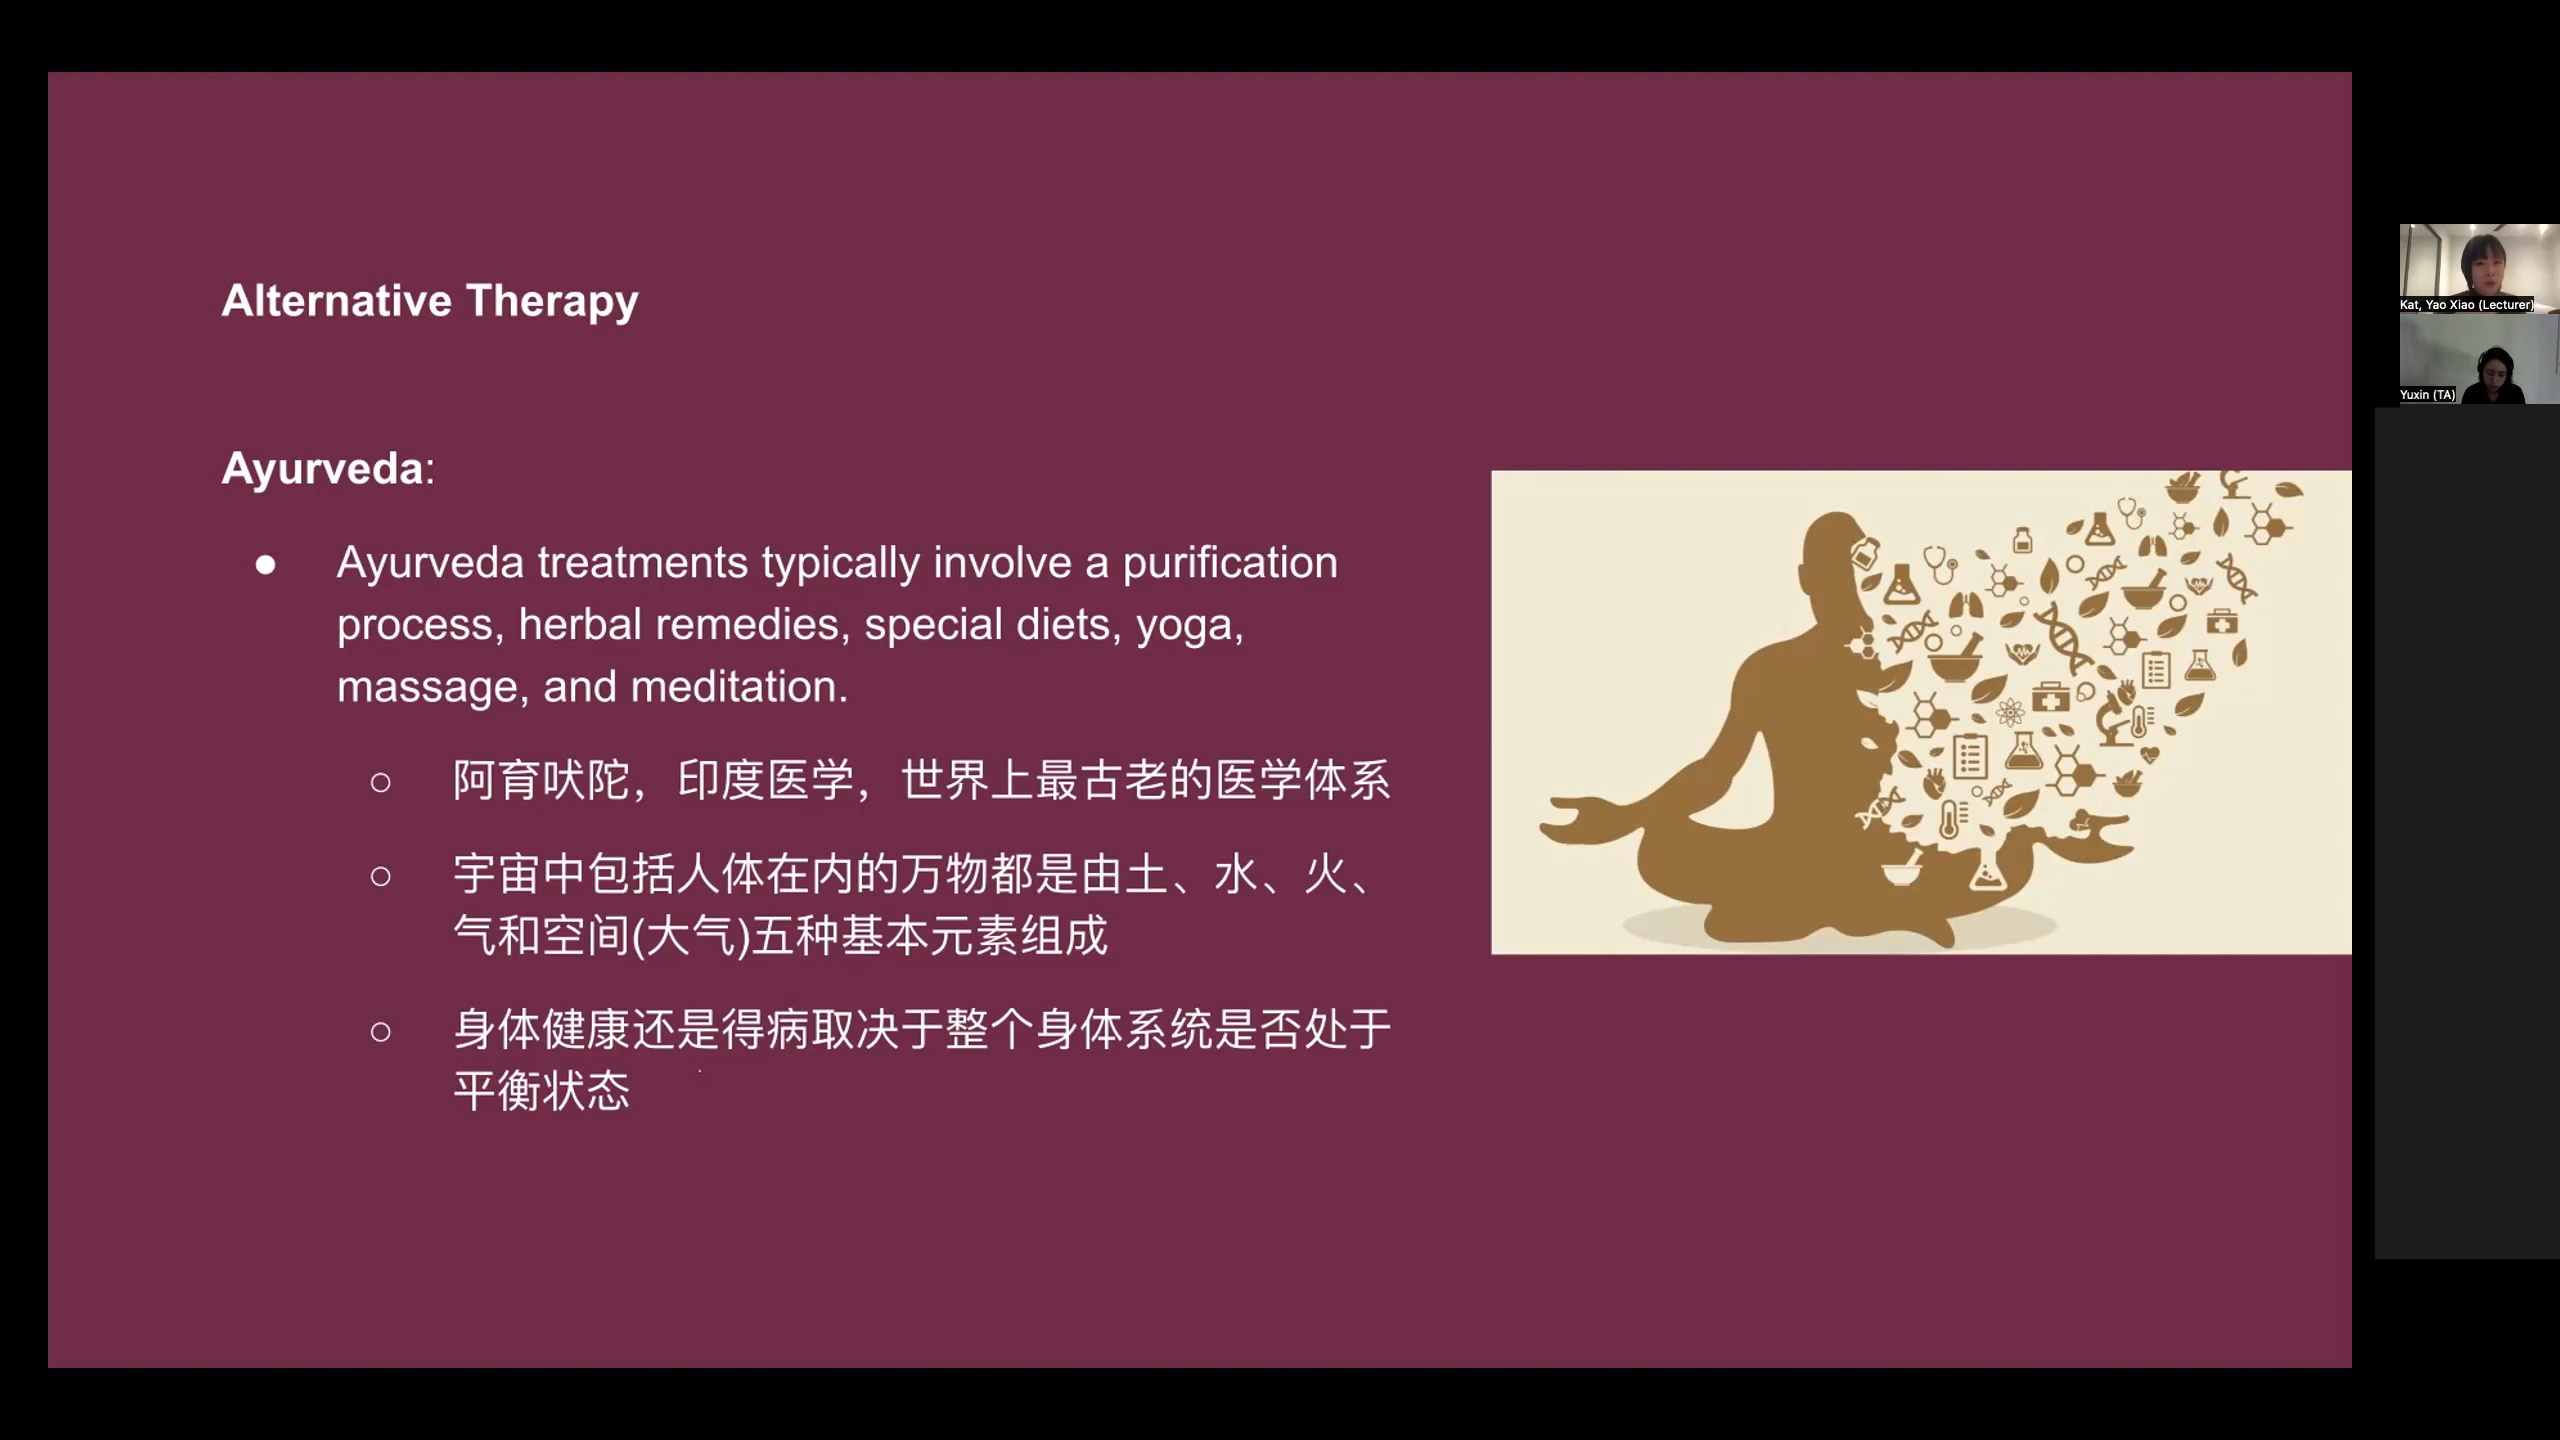 Alternative Therapy
Ayurveda:
● Ayurveda treatments typically involve a purification
process, herbal remedies, special diets, yoga,
massage, and meditation.
○ 阿育吠陀，印度医学，世界上最古老的医学体系
○ 宇宙中包括人体在内的万物都是由土、水、火、
气和空间(大气)五种基本元素组成
○ 身体健康还是得病取决于整个身体系统是否处于
平衡状态
Kat, Yao Xiao (Lecturer)
Yuxin (TA)